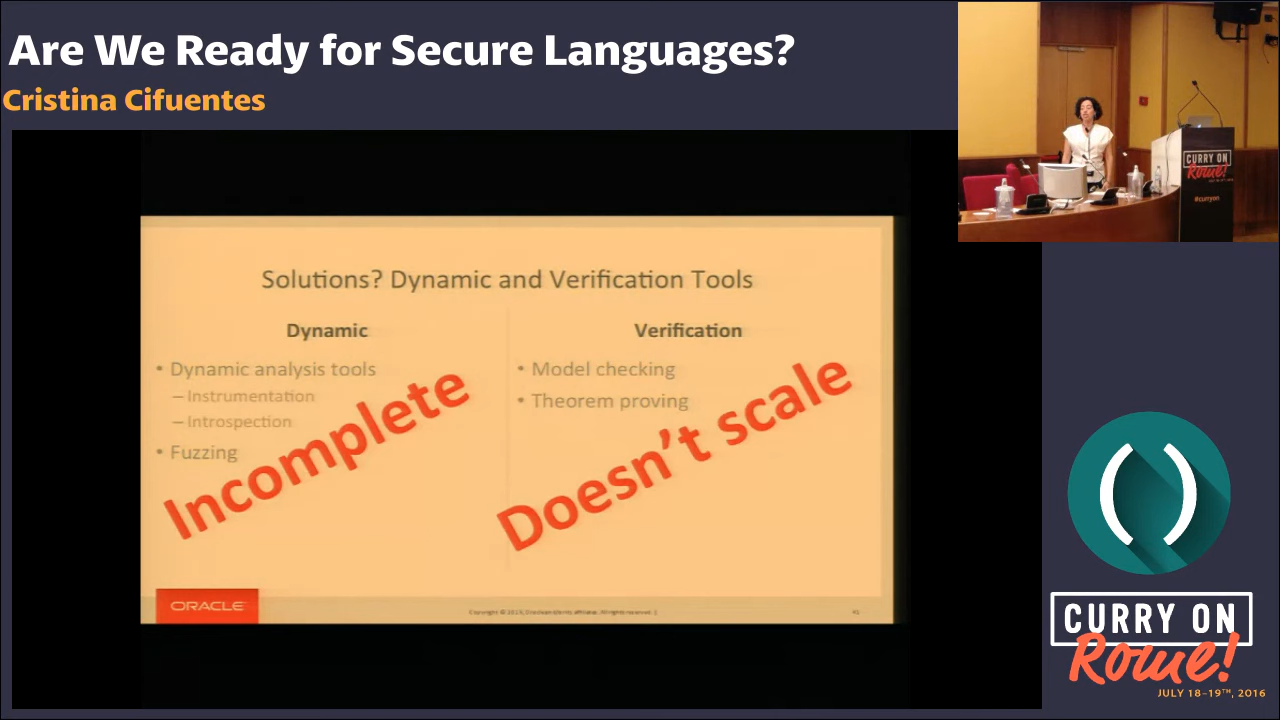 Are We Ready for Secure Languages?
Cristina Cifuentes
CURRY ON
Rome!
#curryon
Solutions? Dynamic and Verification Tools
Dynamic
• Dynamic analysis tools
– Instrumentation
– Introspection
• Fuzzing
Incomplete
Verification
• Model checking
• Theorem proving
Doesn't scale
ORACLE
( )
CURRY ON
Rome!
JULY 18-19TH, 2016